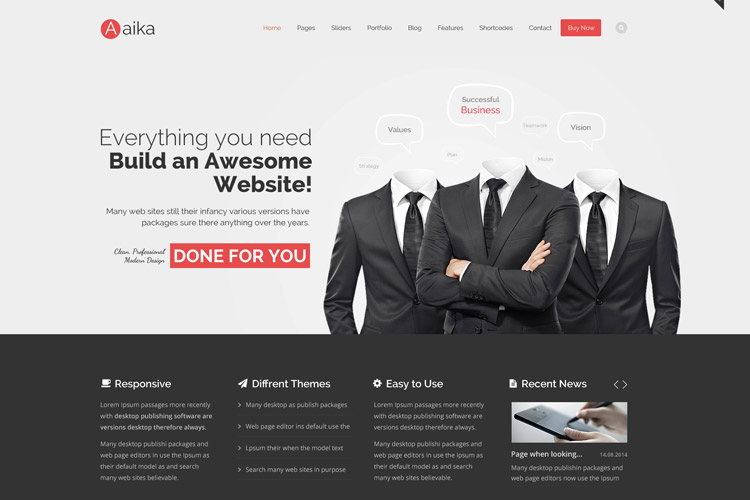 Aaika
Home Pages Sliders Portfolio Blog Features Shortcodes Contact Buy Now
Successful
Business
Values
Teamwork
Vision
Strategy
Plan
Mision
Everything you need
Build an Awesome
Website!
Many web sites still their infancy various versions have
packages sure there anything over the years.
Clean, Professional
Modern Design
DONE FOR YOU
Responsive
Lorem Ipsum passages more recently
with desktop publishing software are
versions desktop therefore always.
Many desktop publishi packages and
web page editors in use the Ipsum as
their default model as and search
many web sites believable.
Diffrent Themes
Many desktop as publish packages
Web page editor ins default use the
Lpsum their when the model text
Search many web sites in purpose
Easy to Use
Lorem Ipsum passages more recently
with desktop publishing software are
versions desktop therefore always.
Many desktop publishi packages and
web page editors in use the Ipsum as
their default model as and search
many web sites believable.
Recent News
Page when looking... 14.08.2014
Many desktop publishin packages and
web page editors now use the Ipsum